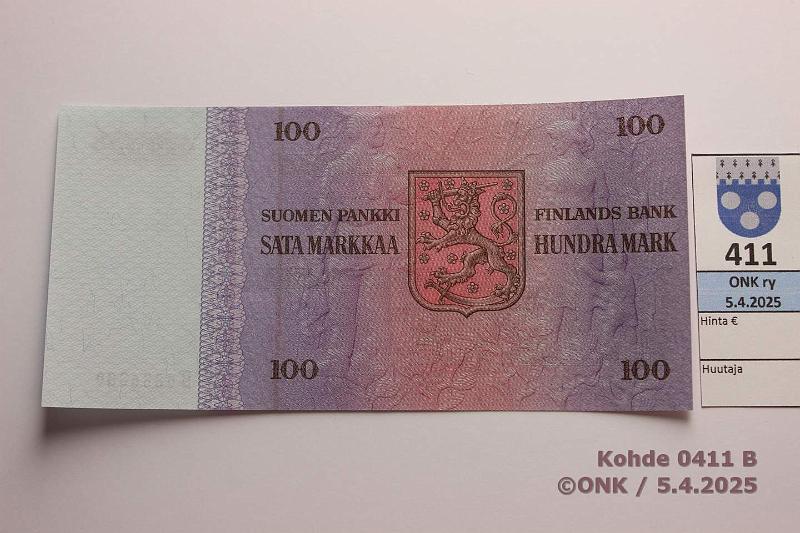 100
100
SUOMEN PANKKI
FINLANDS BANK
SATA MARKKAA
HUNDRA MARK
100
100
411
ONK ry
5.4.2025
Hinta €
Huutaja
Kohde 0411 B
©ONK / 5.4.2025